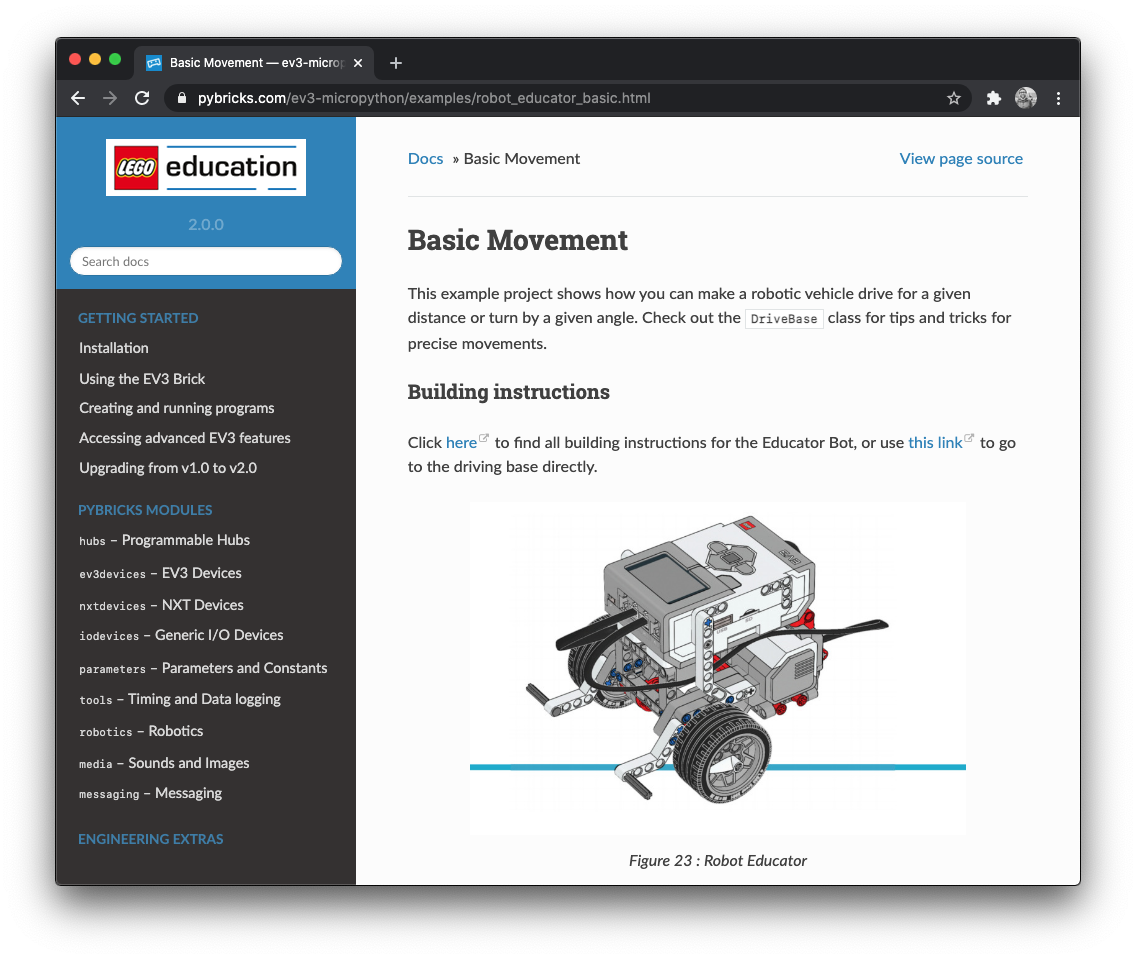 Basic Movement — ev3-microp
pybricks.com/ev3-micropython/examples/robot_educator_basic.html
LEGO education
2.0.0
Search docs
GETTING STARTED
Installation
Using the EV3 Brick
Creating and running programs
Accessing advanced EV3 features
Upgrading from v1.0 to v2.0
PYBRICKS MODULES
hubs – Programmable Hubs
ev3devices – EV3 Devices
nxtdevices – NXT Devices
iodevices – Generic I/O Devices
parameters – Parameters and Constants
tools – Timing and Data logging
robotics – Robotics
media – Sounds and Images
messaging – Messaging
ENGINEERING EXTRAS
Docs » Basic Movement
View page source
Basic Movement
This example project shows how you can make a robotic vehicle drive for a given
distance or turn by a given angle. Check out the DriveBase class for tips and tricks for
precise movements.
Building instructions
Click here to find all building instructions for the Educator Bot, or use this link to go
to the driving base directly.
EV3
Figure 23 : Robot Educator